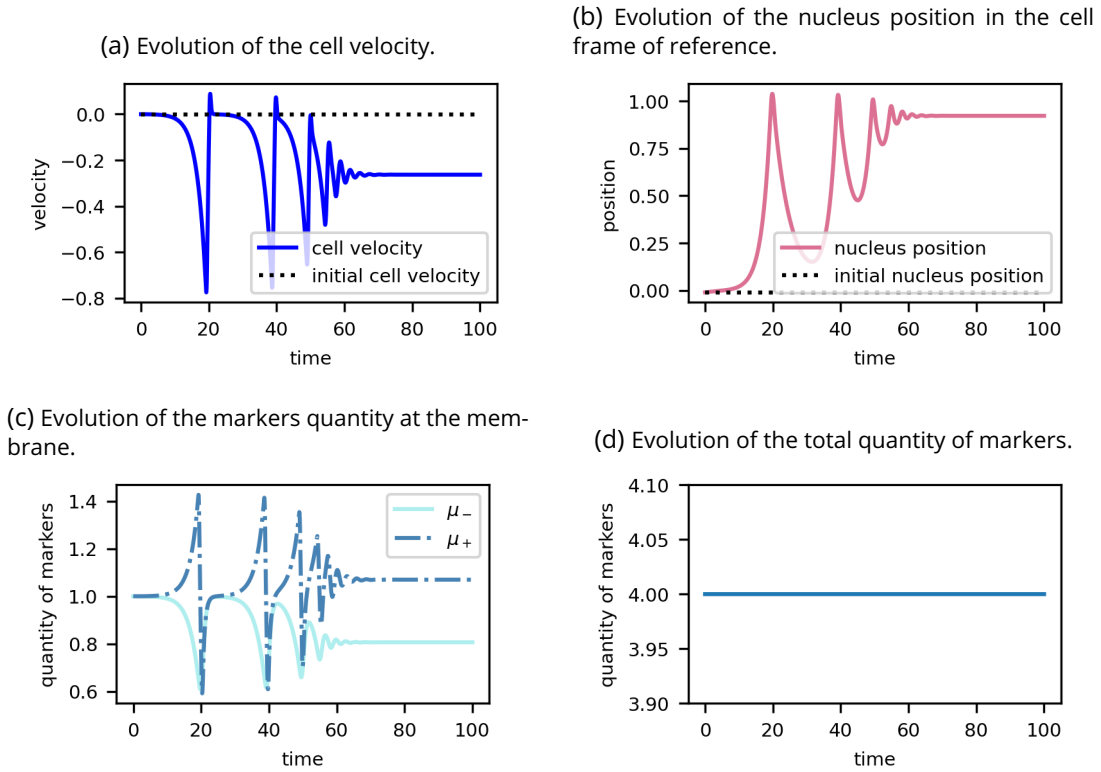 (a) Evolution of the cell velocity.
0.0
−0.2
−0.4
−0.6
−0.8
velocity
cell velocity
initial cell velocity
0 20 40 60 80 100
time
(b) Evolution of the nucleus position in the cell
frame of reference.
1.00
0.75
0.50
0.25
0.00
position
nucleus position
initial nucleus position
0 20 40 60 80 100
time
(c) Evolution of the markers quantity at the mem-
brane.
1.4
1.2
1.0
0.8
0.6
quantity of markers
μ−
μ+
0 20 40 60 80 100
time
(d) Evolution of the total quantity of markers.
4.10
4.05
4.00
3.95
3.90
quantity of markers
0 20 40 60 80 100
time